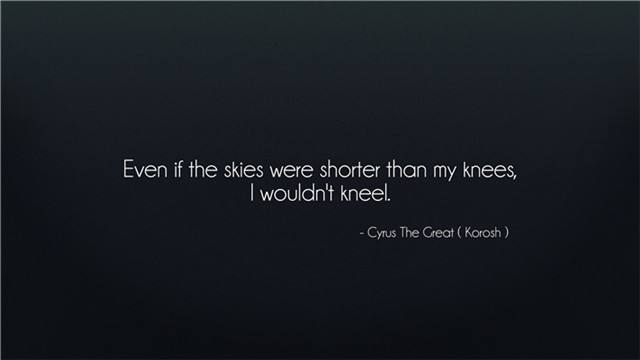 Even if the skies were shorter than my knees,
I wouldn't kneel.
- Cyrus The Great ( Korosh )